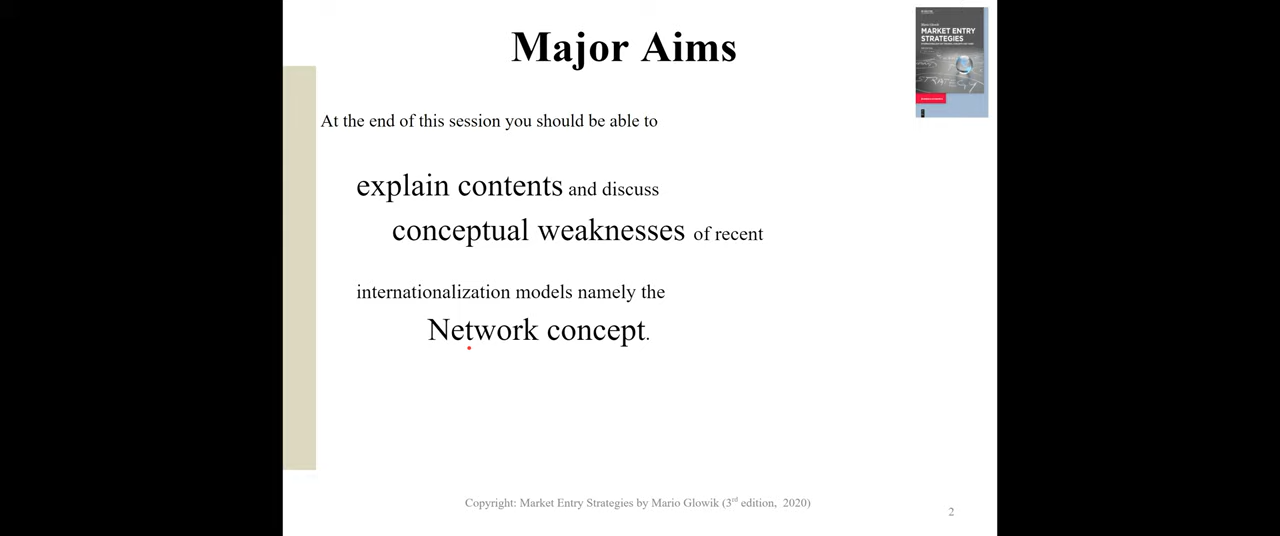 Major Aims
MARKET ENTRY
STRATEGIES
At the end of this session you should be able to
explain contents and discuss
conceptual weaknesses of recent
internationalization models namely the
Network concept.
Copyright: Market Entry Strategies by Mario Glowik (3rd edition, 2020)
2